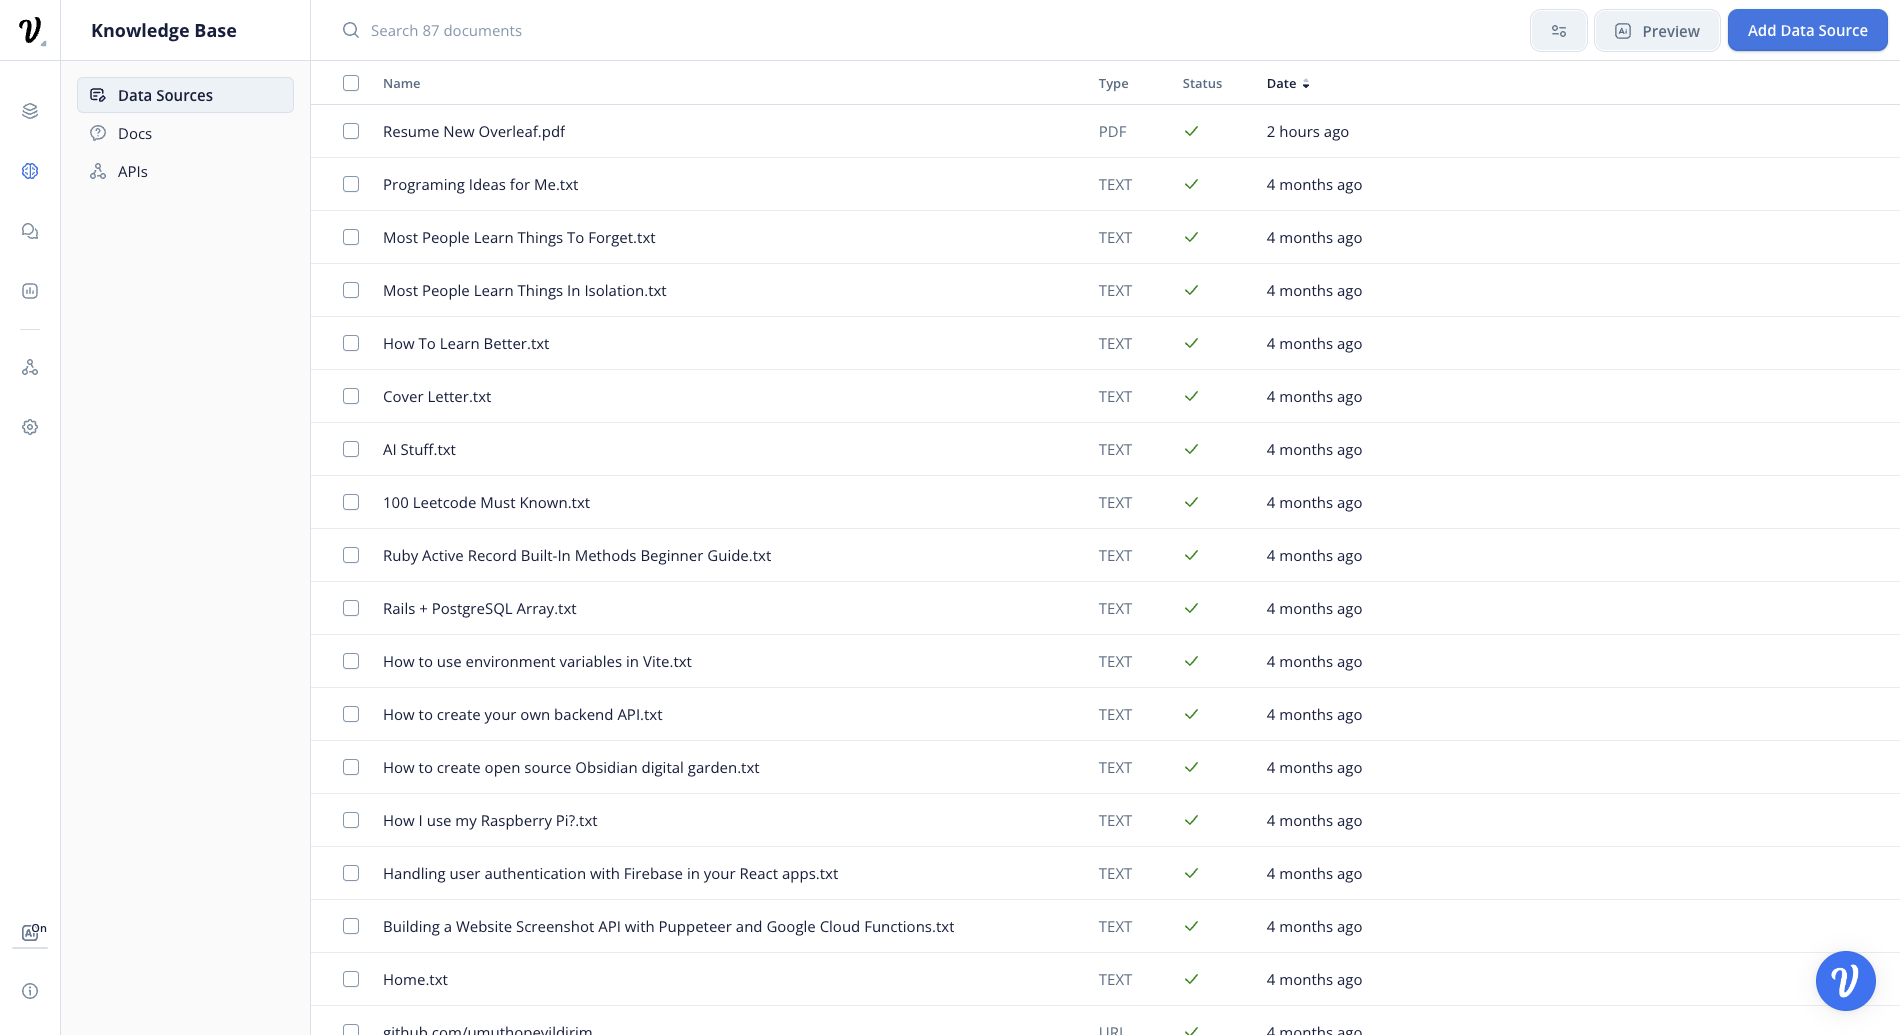 Knowledge Base
Search 87 documents
Preview
Add Data Source
Data Sources
Docs
APIs
Name Type Status Date
Resume New Overleaf.pdf PDF 2 hours ago
Programing Ideas for Me.txt TEXT 4 months ago
Most People Learn Things To Forget.txt TEXT 4 months ago
Most People Learn Things In Isolation.txt TEXT 4 months ago
How To Learn Better.txt TEXT 4 months ago
Cover Letter.txt TEXT 4 months ago
AI Stuff.txt TEXT 4 months ago
100 Leetcode Must Known.txt TEXT 4 months ago
Ruby Active Record Built-In Methods Beginner Guide.txt TEXT 4 months ago
Rails + PostgreSQL Array.txt TEXT 4 months ago
How to use environment variables in Vite.txt TEXT 4 months ago
How to create your own backend API.txt TEXT 4 months ago
How to create open source Obsidian digital garden.txt TEXT 4 months ago
How I use my Raspberry Pi?.txt TEXT 4 months ago
Handling user authentication with Firebase in your React apps.txt TEXT 4 months ago
Building a Website Screenshot API with Puppeteer and Google Cloud Functions.txt TEXT 4 months ago
Home.txt TEXT 4 months ago
github.com/umuthopeyildirim URL 4 months ago
Ai On